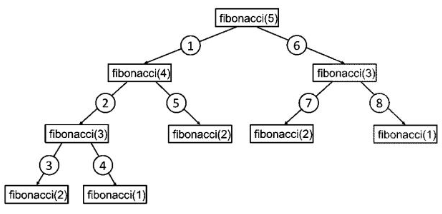 fibonacci(5)
1 6
fibonacci(4) fibonacci(3)
2 5 7 8
fibonacci(3) fibonacci(2) fibonacci(2) fibonacci(1)
3 4
fibonacci(2) fibonacci(1)